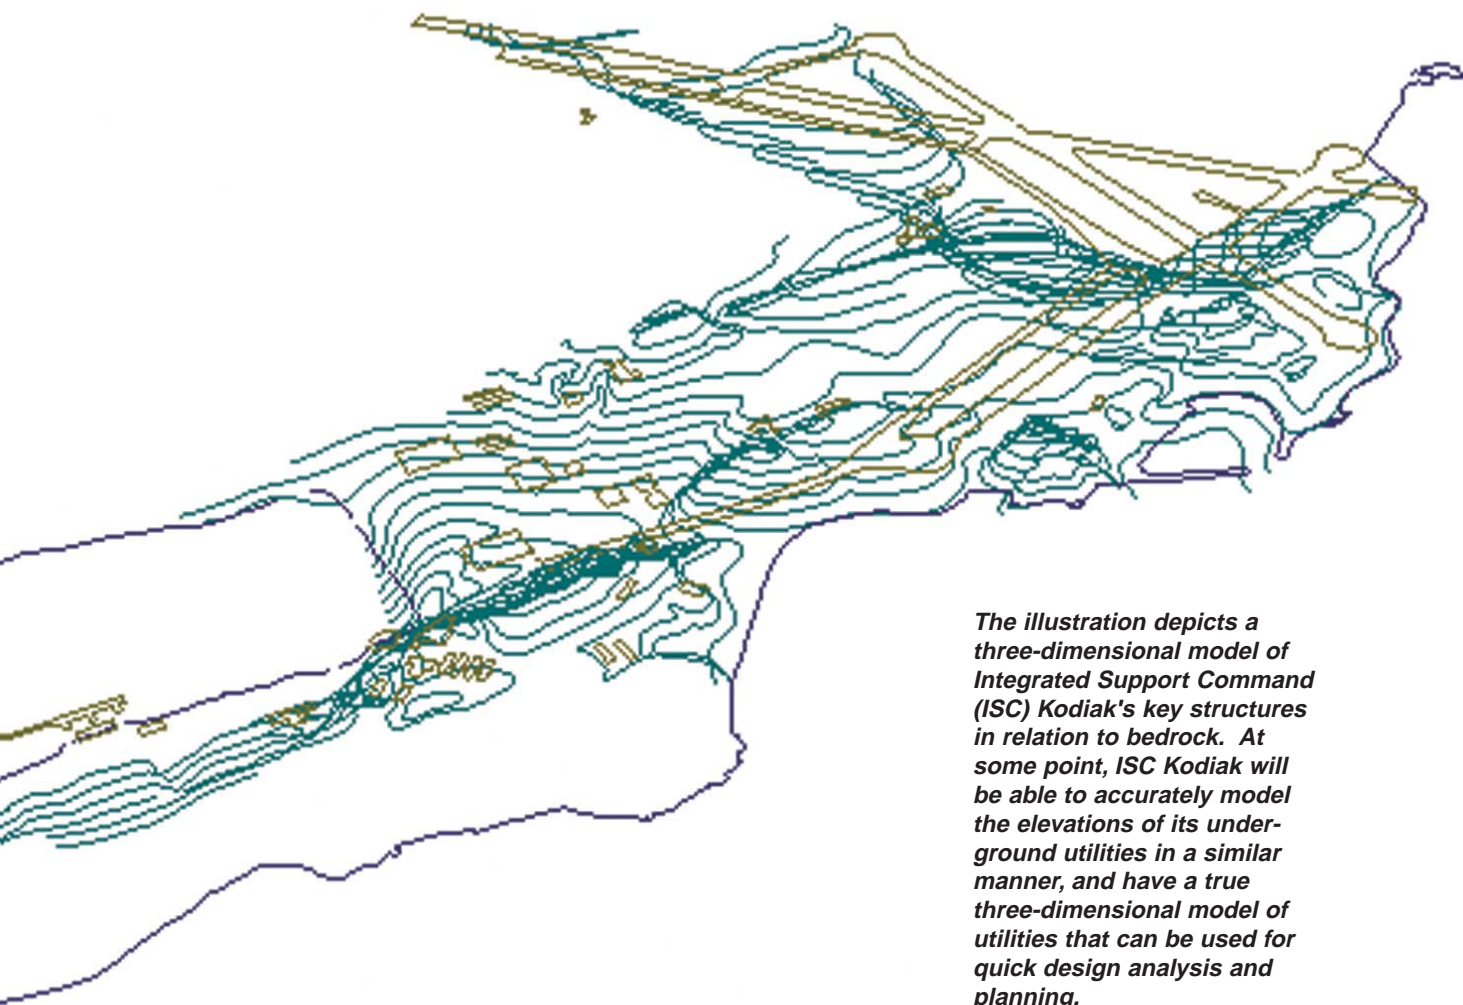 The illustration depicts a
three-dimensional model of
Integrated Support Command
(ISC) Kodiak's key structures
in relation to bedrock.  At
some point, ISC Kodiak will
be able to accurately model
the elevations of its under-
ground utilities in a similar
manner, and have a true
three-dimensional model of
utilities that can be used for
quick design analysis and
planning.